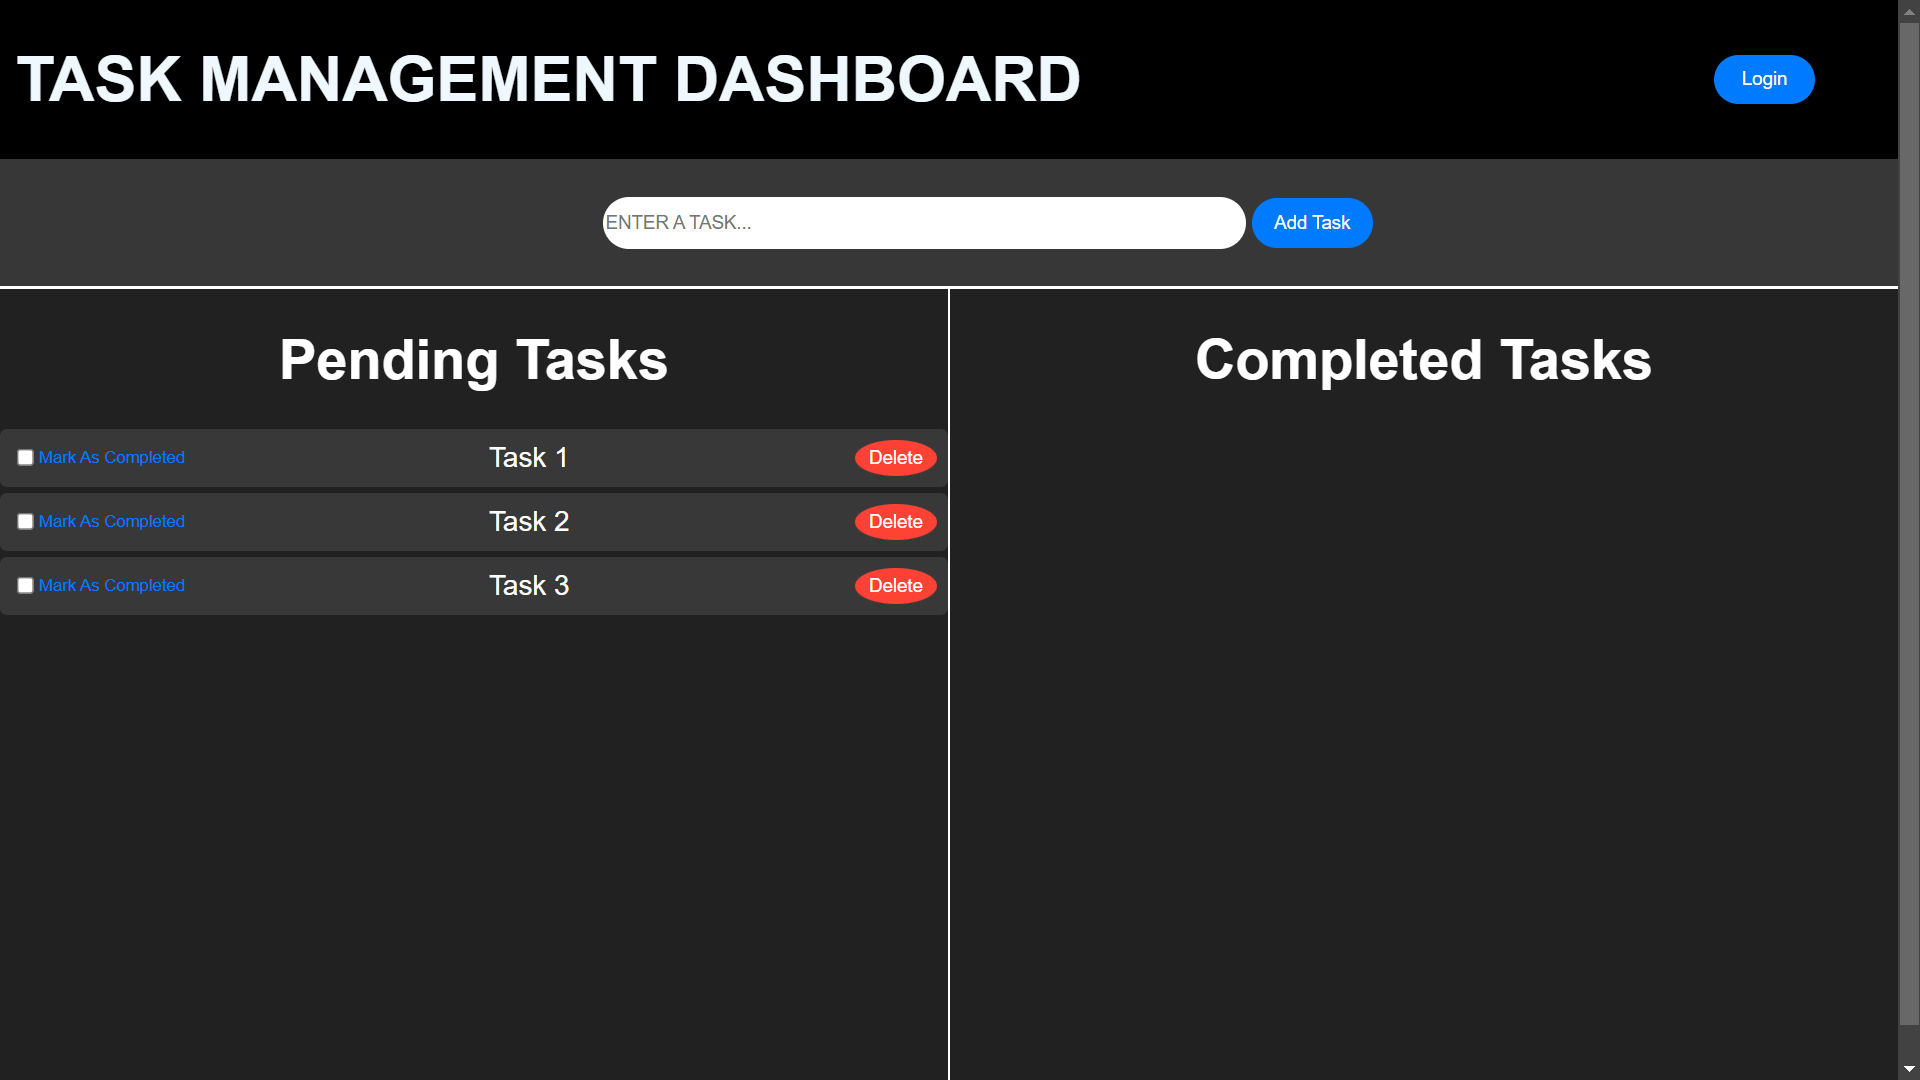 TASK MANAGEMENT DASHBOARD
Login
ENTER A TASK...
Add Task
Pending Tasks
Completed Tasks
Mark As Completed Task 1 Delete
Mark As Completed Task 2 Delete
Mark As Completed Task 3 Delete